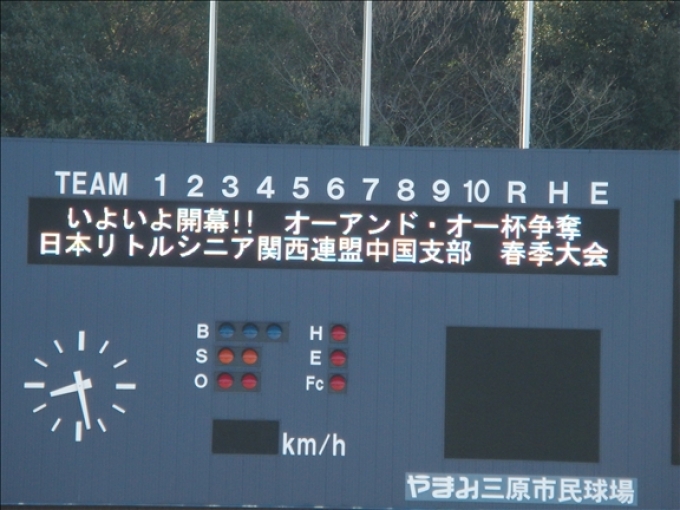 TEAM 1 2 3 4 5 6 7 8 9 10 R H E
いよいよ開幕!! オーアンド・オー杯争奪
日本リトルシニア関西連盟中国支部 春季大会
B H
S E
O Fc
km/h
やまみ三原市民球場